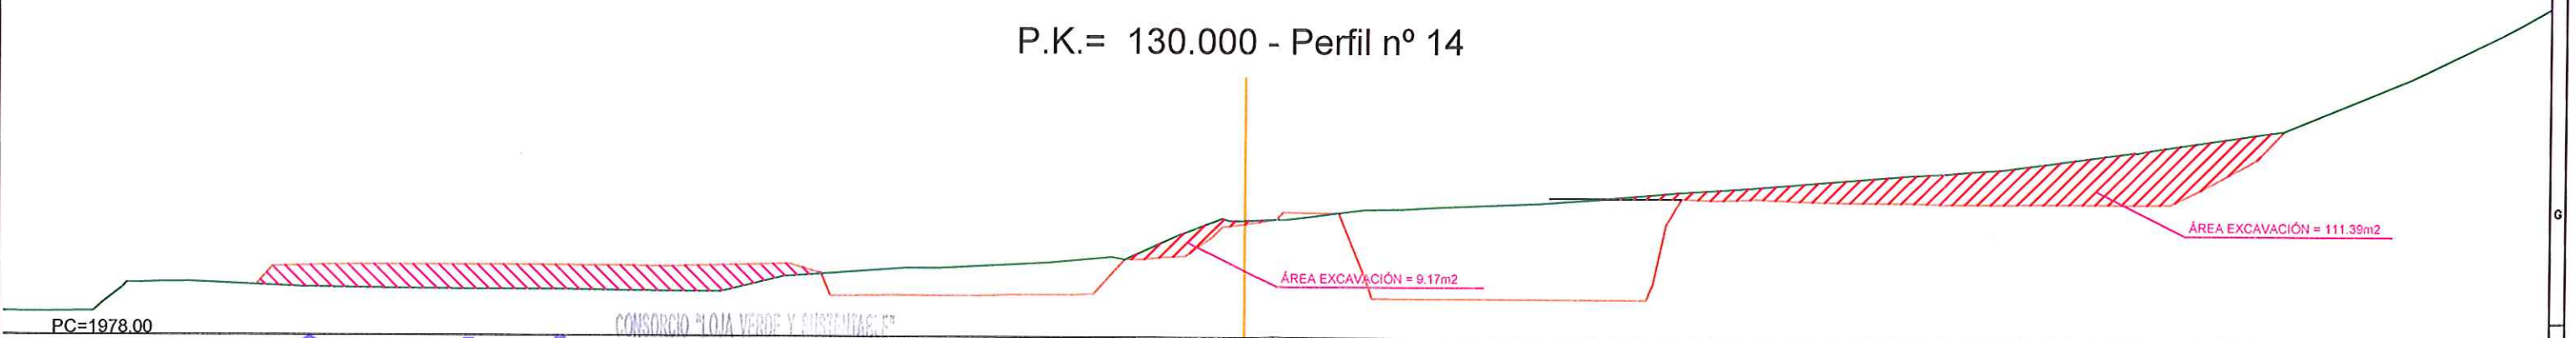 P.K.= 130.000 - Perfil nº 14
ÁREA EXCAVACIÓN = 111.39m2
G
ÁREA EXCAVACIÓN = 9.17m2
PC=1978.00
CONSORCIO "LOJA VERDE Y SUSTENTABLE"